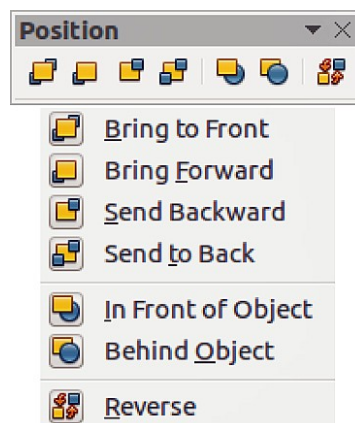 Position
Bring to Front
Bring Forward
Send Backward
Send to Back
In Front of Object
Behind Object
Reverse